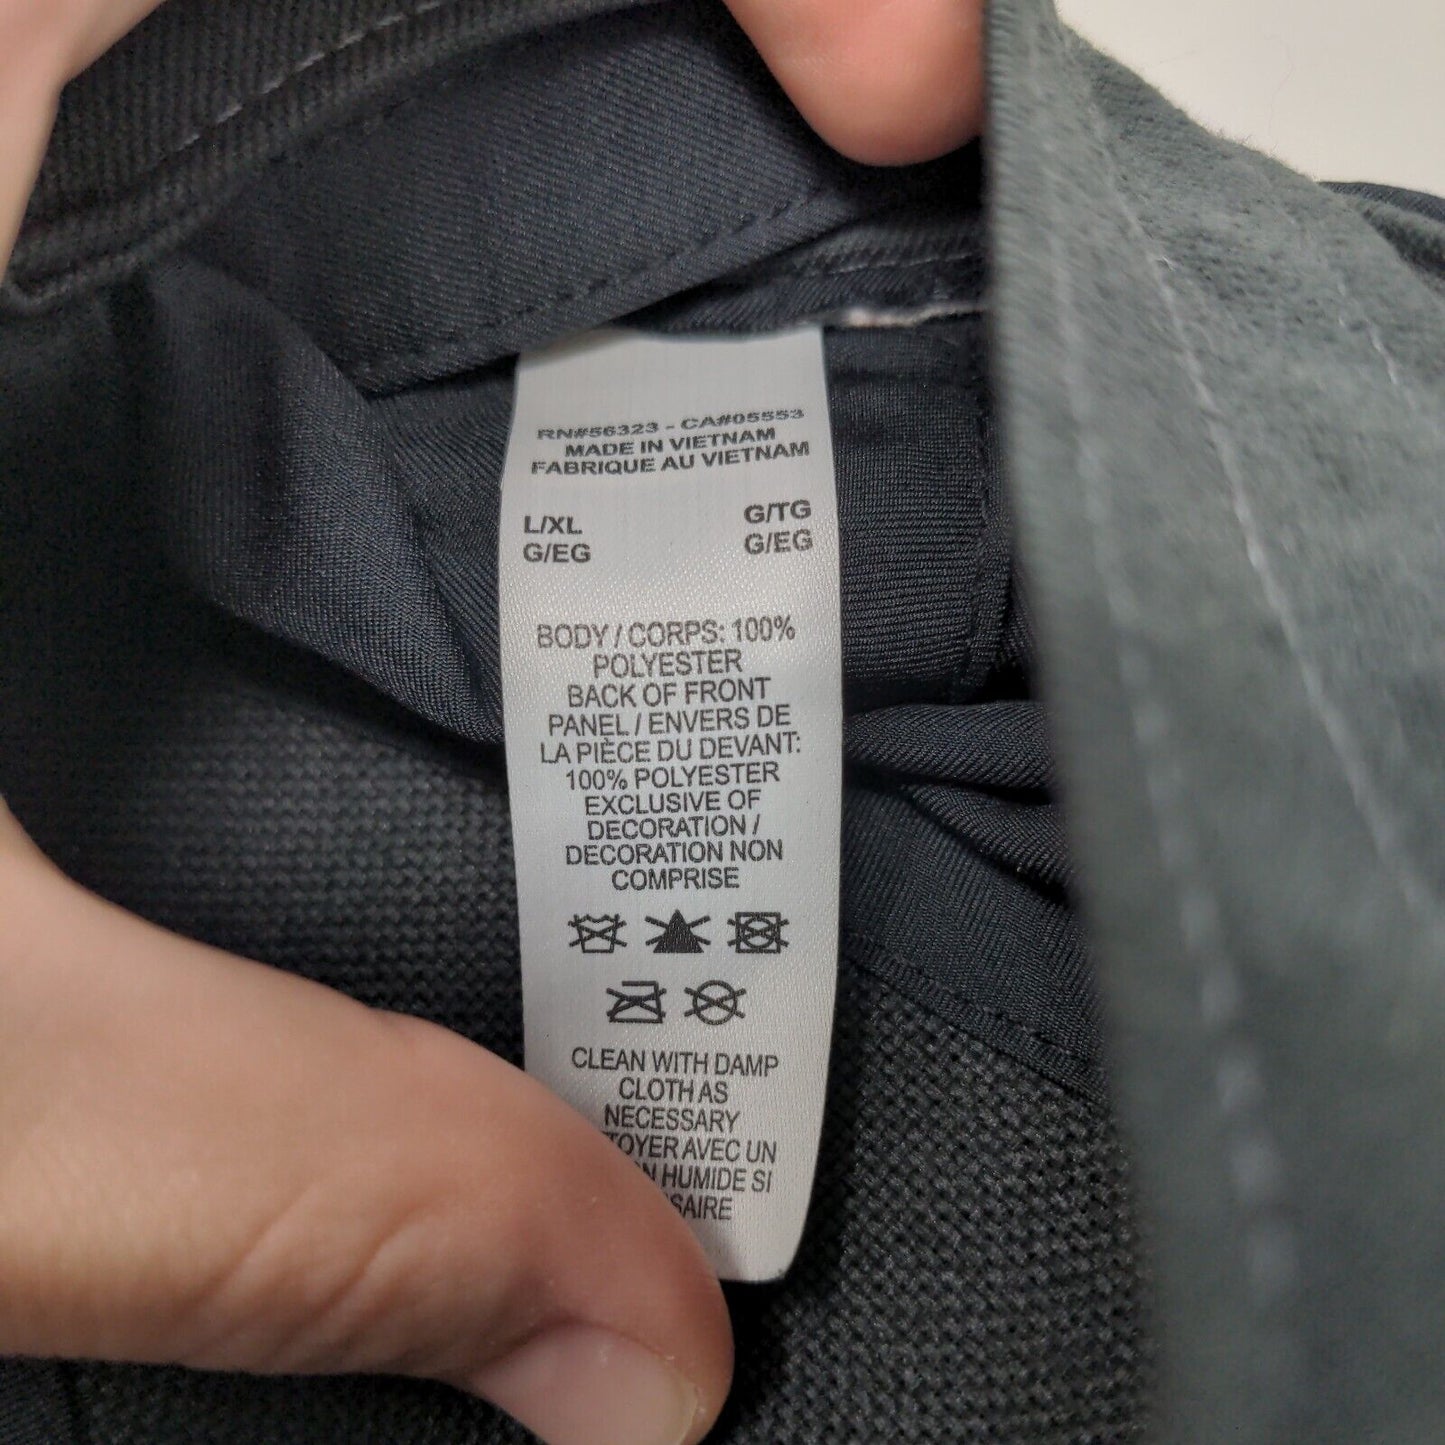 RN#56323 - CA#05553
MADE IN VIETNAM
FABRIQUE AU VIETNAM
L/XL G/TG
G/EG G/EG
BODY / CORPS: 100%
POLYESTER
BACK OF FRONT
PANEL / ENVERS DE
LA PIÈCE DU DEVANT:
100% POLYESTER
EXCLUSIVE OF
DECORATION /
DECORATION NON
COMPRISE
CLEAN WITH DAMP
CLOTH AS
NECESSARY
AVEC UN
HUMIDE SI